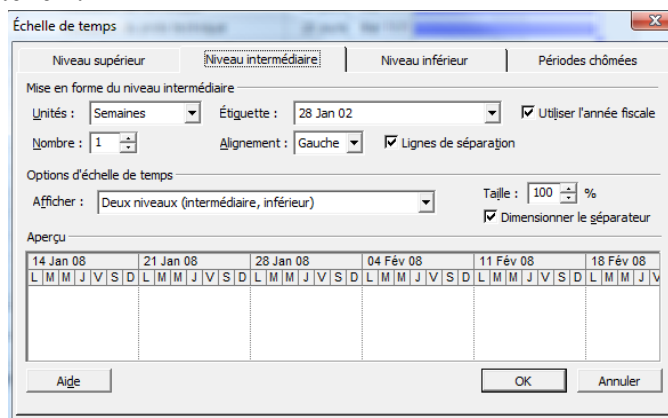 Échelle de temps
Niveau supérieur Niveau intermédiaire Niveau inférieur Périodes chômées
Mise en forme du niveau intermédiaire
Unités : Semaines Étiquette : 28 Jan 02 Utiliser l'année fiscale
Nombre : 1 Alignement : Gauche Lignes de séparation
Options d'échelle de temps
Afficher : Deux niveaux (intermédiaire, inférieur) Taille : 100 %
Dimensionner le séparateur
Aperçu
14 Jan 08 21 Jan 08 28 Jan 08 04 Fév 08 11 Fév 08 18 Fév 08
L M M J V S D L M M J V S D L M M J V S D L M M J V S D L M M J V S D L M M J V
Aide OK Annuler